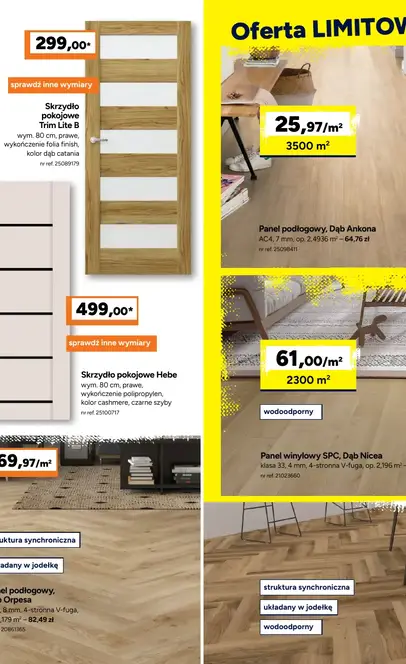 299,00*
sprawdź inne wymiary
Skrzydło
pokojowe
Trim Lite B
wym. 80 cm, prawe,
wykończenie folia finish,
kolor dąb catania
nr ref. 25089179
499,00*
sprawdź inne wymiary
Skrzydło pokojowe Hebe
wym. 80 cm, prawe,
wykończenie polipropylen,
kolor cashmere, czarne szyby
nr ref. 25100717
69,97/m²
uktura synchroniczna
adany w jodełkę
el podłogowy,
Orpesa
8 mm, 4-stronna V-fuga,
,179 m² – 82,49 zł
20861365
Oferta LIMITOW
25,97/m²
3500 m²
Panel podłogowy, Dąb Ankona
AC4, 7 mm, op. 2,4936 m² – 64,76 zł
nr ref. 25098411
61,00/m²
2300 m²
wodoodporny
Panel winylowy SPC, Dąb Nicea
klasa 33, 4 mm, 4-stronna V-fuga, op. 2,196 m² –
nr ref. 21023660
struktura synchroniczna
układany w jodełkę
wodoodporny